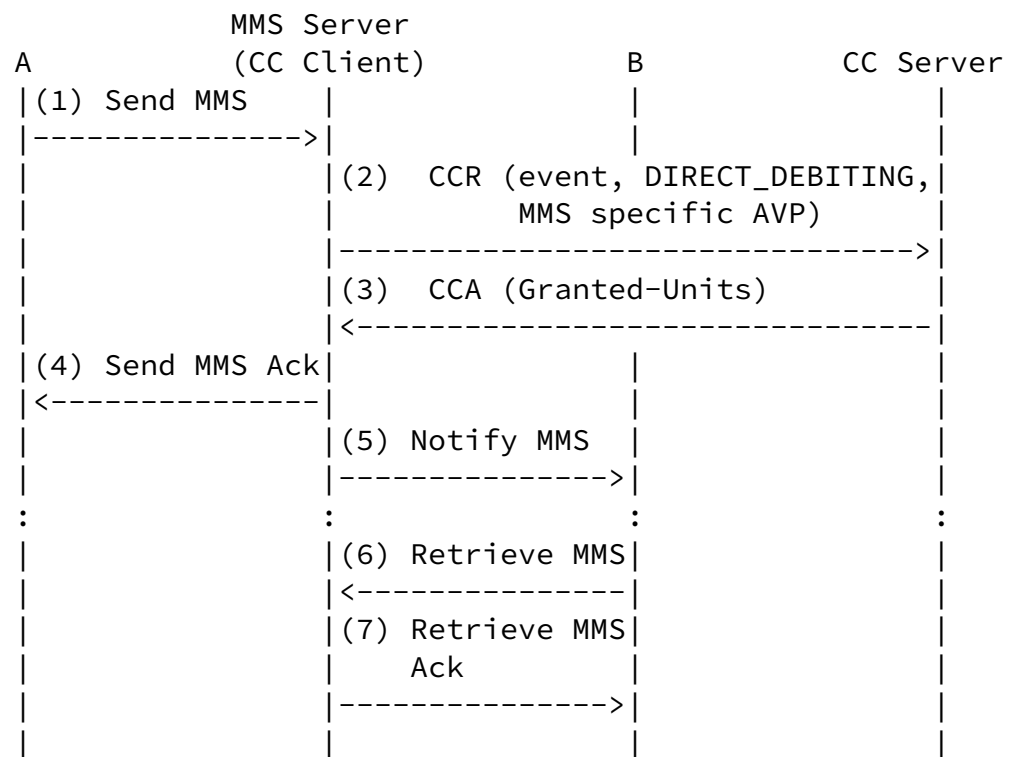 MMS Server
A           (CC Client)           B           CC Server
|(1) Send MMS    |                |                |
|--------------->|                |                |
|                |(2)  CCR (event, DIRECT_DEBITING,|
|                |          MMS specific AVP)      |
|                |-------------------------------->|
|                |(3)  CCA (Granted-Units)         |
|                |<--------------------------------|
|(4) Send MMS Ack|                |                |
|<---------------|                |                |
|                |(5) Notify MMS  |                |
|                |--------------->|                |
:                :                :                :
|                |(6) Retrieve MMS|                |
|                |<---------------|                |
|                |(7) Retrieve MMS|                |
|                |    Ack         |                |
|                |--------------->|                |
|                |                |                |